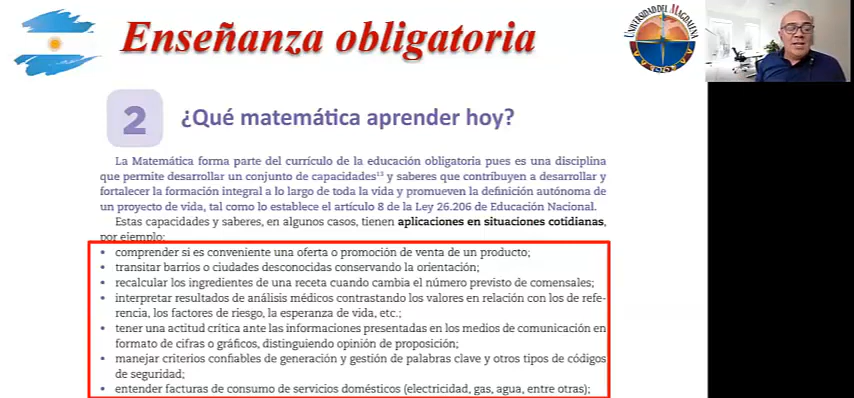 Enseñanza obligatoria
UNIVERSIDAD DEL MAGDALENA
2
¿Qué matemática aprender hoy?
La Matemática forma parte del currículo de la educación obligatoria pues es una disciplina
que permite desarrollar un conjunto de capacidades¹³ y saberes que contribuyen a desarrollar y
fortalecer la formación integral a lo largo de toda la vida y promueven la definición autónoma de
un proyecto de vida, tal como lo establece el artículo 8 de la Ley 26.206 de Educación Nacional.
Estas capacidades y saberes, en algunos casos, tienen aplicaciones en situaciones cotidianas,
por ejemplo:
• comprender si es conveniente una oferta o promoción de venta de un producto;
• transitar barrios o ciudades desconocidas conservando la orientación;
• recalcular los ingredientes de una receta cuando cambia el número previsto de comensales;
• interpretar resultados de análisis médicos contrastando los valores en relación con los de refe-
rencia, los factores de riesgo, la esperanza de vida, etc.;
• tener una actitud crítica ante las informaciones presentadas en los medios de comunicación en
formato de cifras o gráficos, distinguiendo opinión de proposición;
• manejar criterios confiables de generación y gestión de palabras clave y otros tipos de códigos
de seguridad;
• entender facturas de consumo de servicios domésticos (electricidad, gas, agua, entre otras);